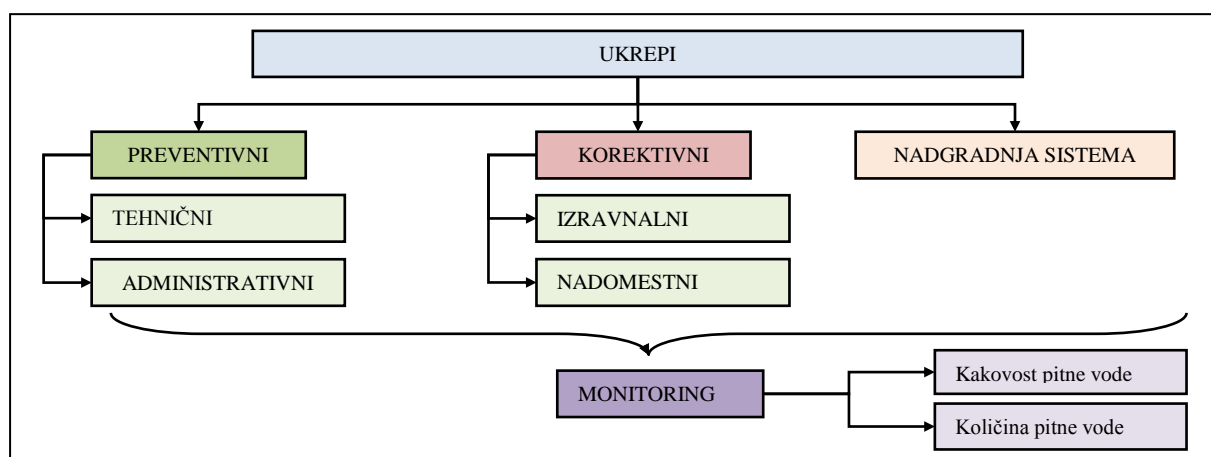 UKREPI
PREVENTIVNI
KOREKTIVNI
NADGRADNJA SISTEMA
TEHNIČNI
IZRAVNALNI
ADMINISTRATIVNI
NADOMESTNI
MONITORING
Kakovost pitne vode
Količina pitne vode